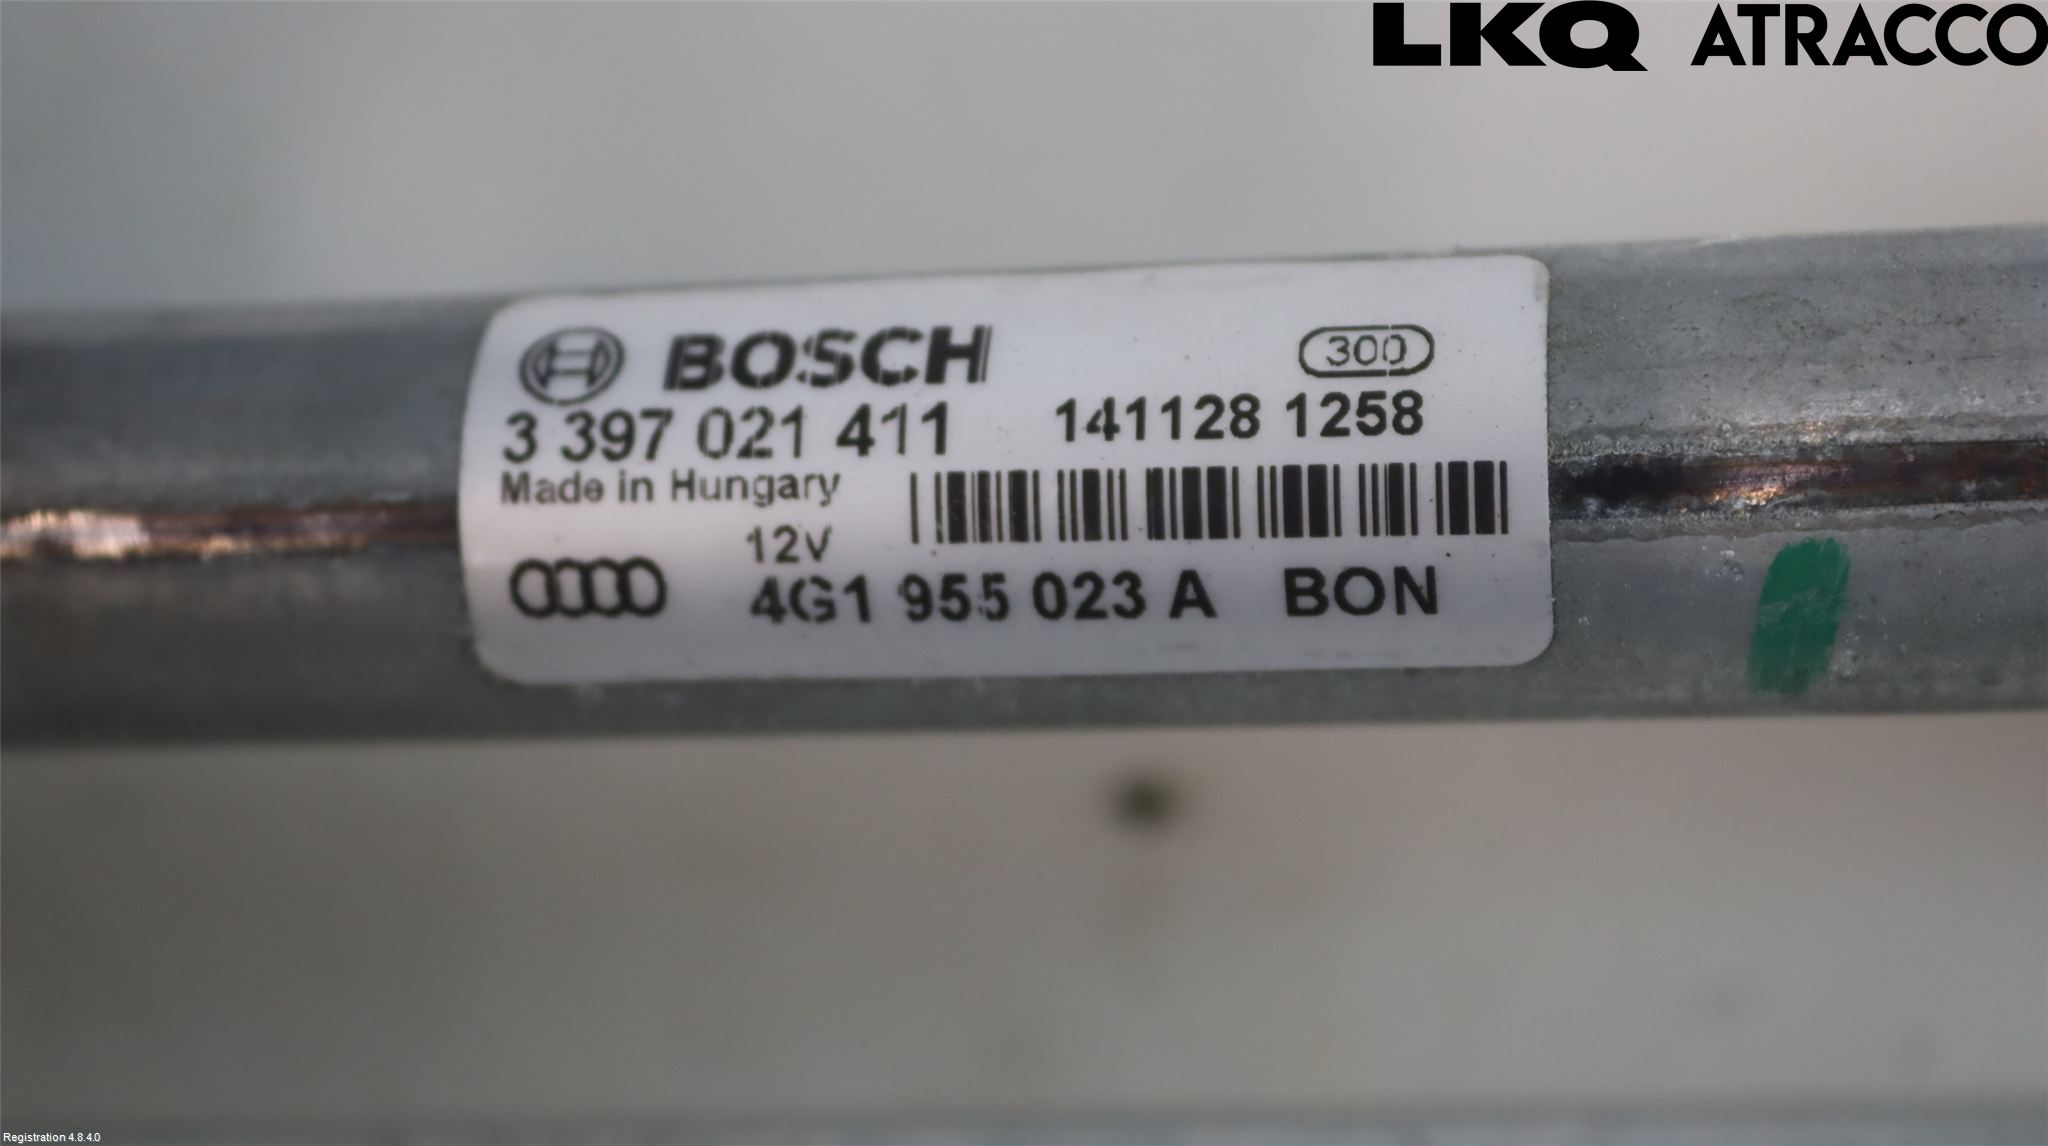 LKQ ATRACCO
BOSCH 300
3 397 021 411 141128 1258
Made in Hungary
12V
4G1 955 023 A BON
Registration 4.8.4.0